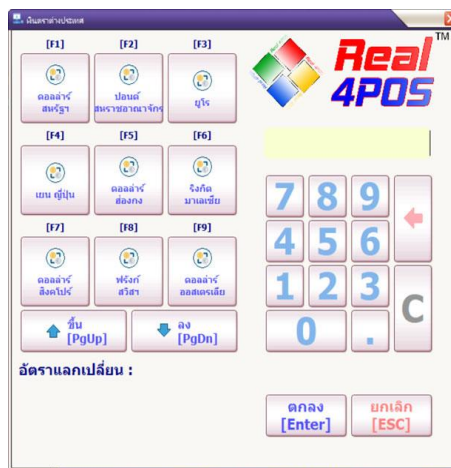 เงินตราต่างประเทศ
[F1] [F2] [F3]
ดอลล่าร์ สหรัฐฯ
ปอนด์ สหราชอาณาจักร
ยูโร
[F4] [F5] [F6]
เยน ญี่ปุ่น
ดอลล่าร์ ฮ่องกง
ริงกิต มาเลเซีย
[F7] [F8] [F9]
ดอลล่าร์ สิงคโปร์
ฟรังก์ สวิสฯ
ดอลล่าร์ ออสเตรเลีย
ขึ้น [PgUp]
ลง [PgDn]
อัตราแลกเปลี่ยน :
Real TM
4POS
7 8 9
4 5 6
1 2 3 C
0 .
ตกลง [Enter]
ยกเลิก [ESC]